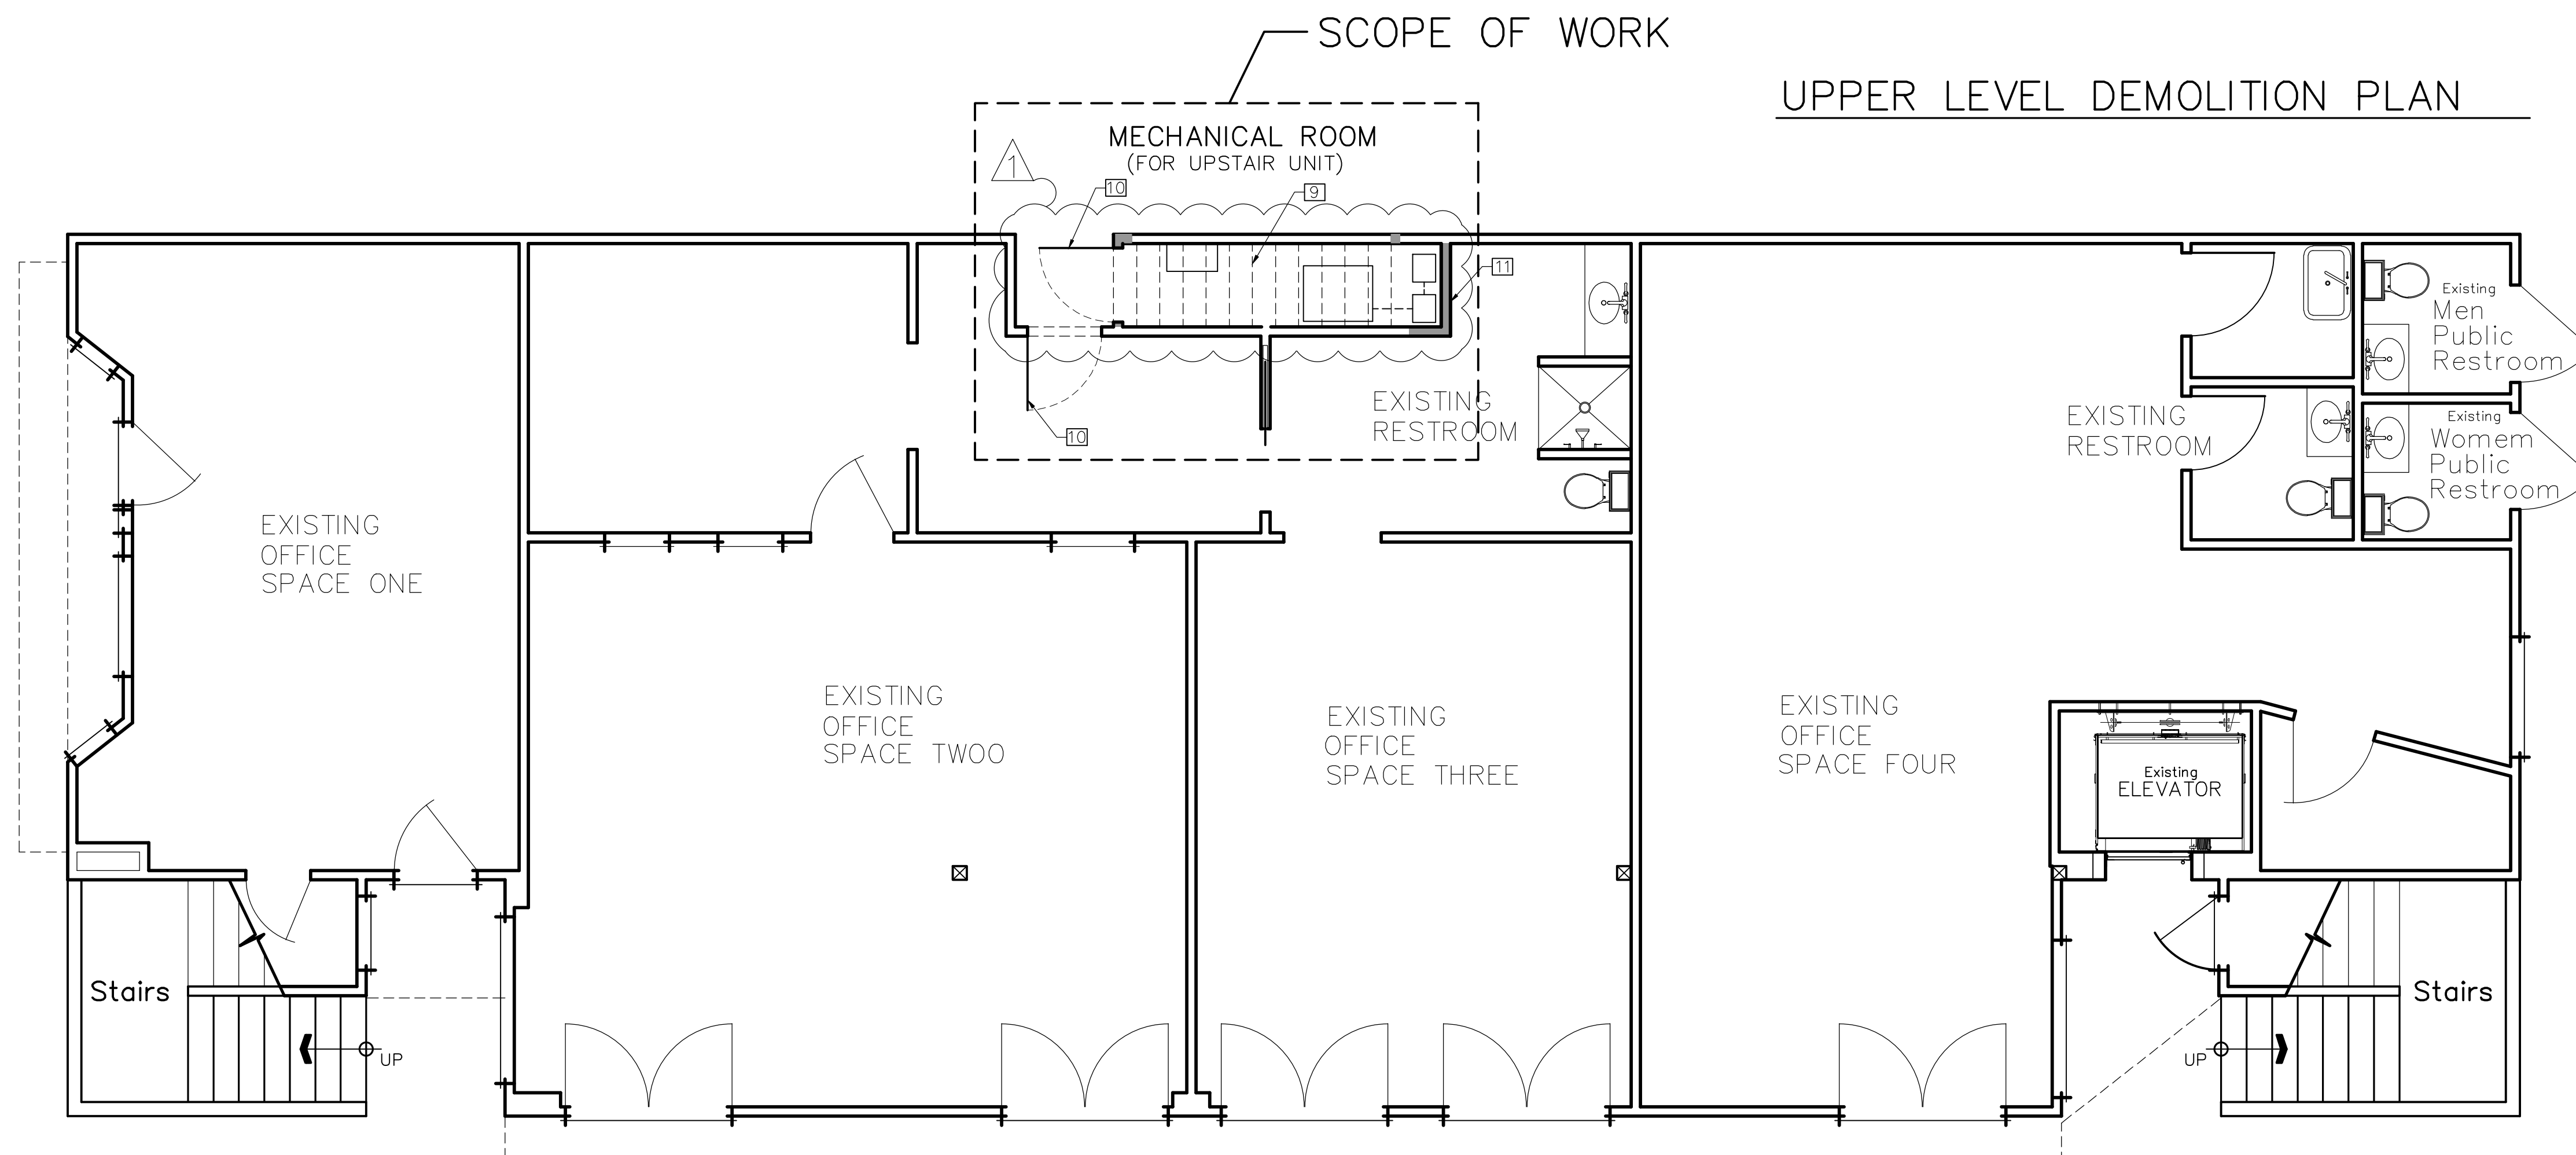 SCOPE OF WORK
UPPER LEVEL DEMOLITION PLAN
MECHANICAL ROOM
(FOR UPSTAIR UNIT)
1
10
9
11
10
EXISTING
RESTROOM
EXISTING
RESTROOM
Existing
Men
Public
Restroom
Existing
Womem
Public
Restroom
EXISTING
OFFICE
SPACE ONE
EXISTING
OFFICE
SPACE TWOO
EXISTING
OFFICE
SPACE THREE
EXISTING
OFFICE
SPACE FOUR
Existing
ELEVATOR
Stairs
UP
Stairs
UP